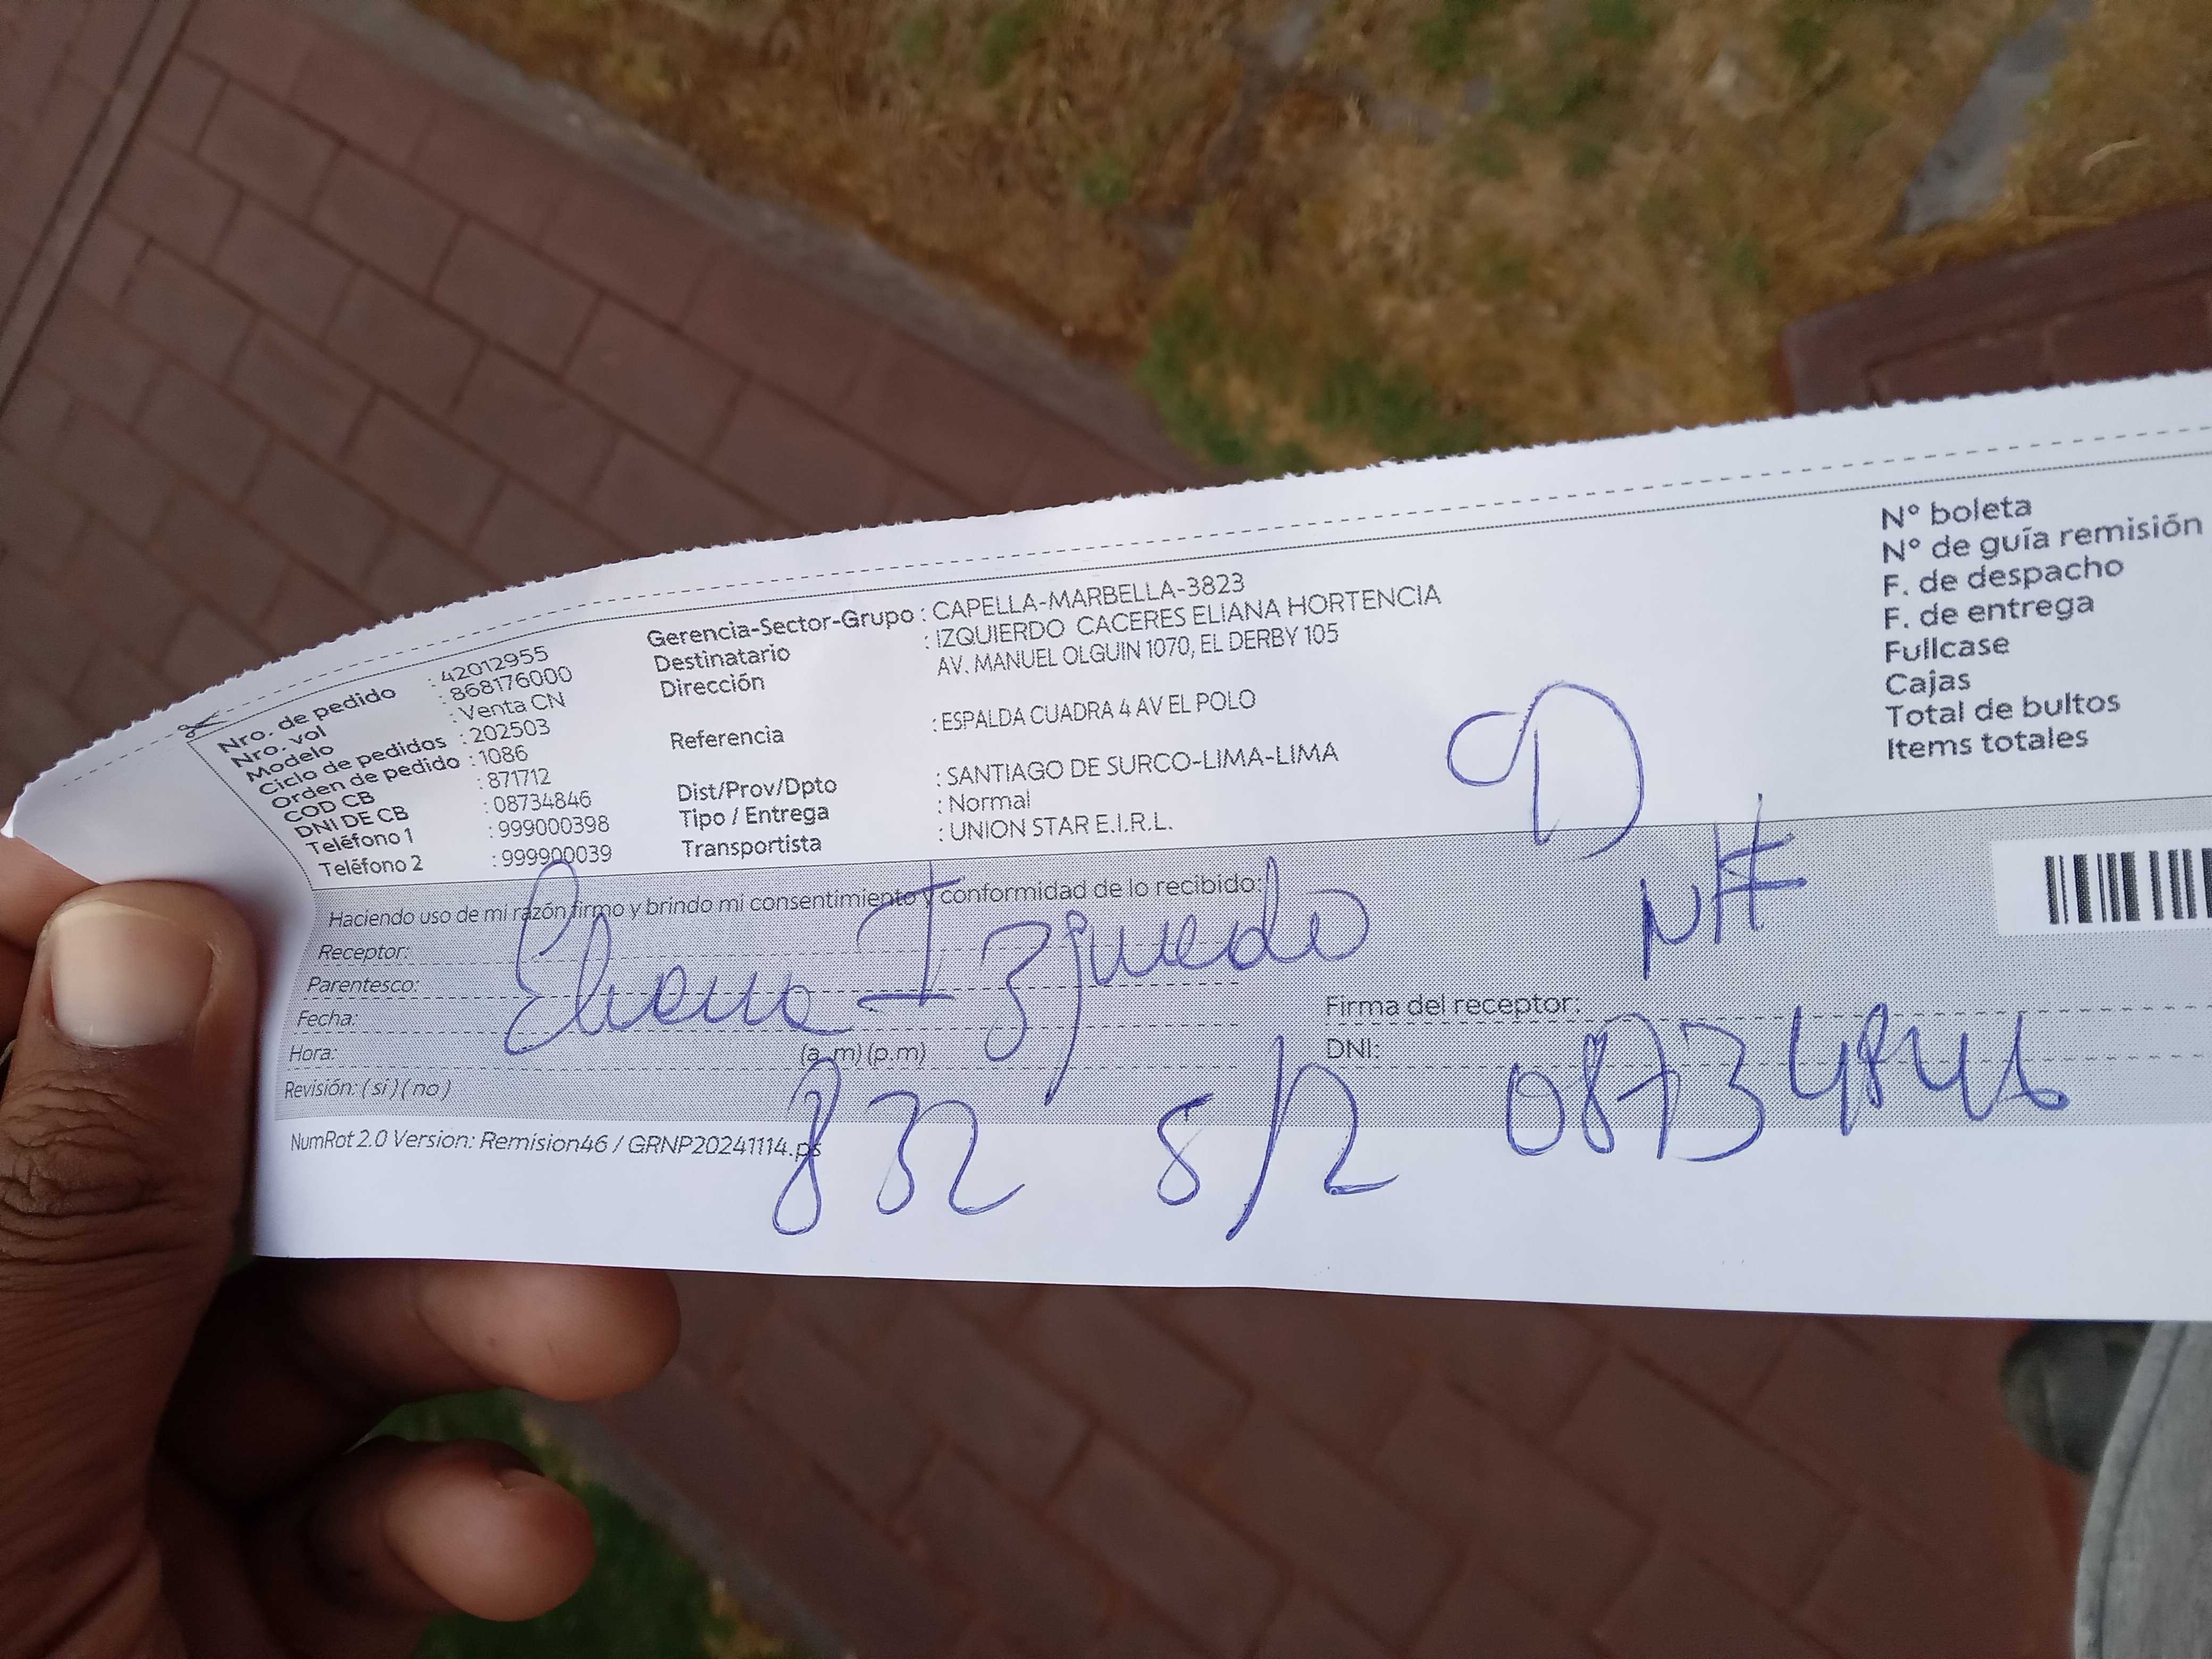 Nro. de pedido : 42012955
Nro. vol : 868176000
Modelo : Venta CN
Ciclo de pedidos : 202503
Orden de pedido : 1086
COD CB : 871712
DNI DE CB : 08734846
Teléfono 1 : 999000398
Teléfono 2 : 999900039
Gerencia-Sector-Grupo : CAPELLA-MARBELLA-3823
Destinatario : IZQUIERDO CACERES ELIANA HORTENCIA
Dirección AV. MANUEL OLGUIN 1070, EL DERBY 105
Referencia : ESPALDA CUADRA 4 AV EL POLO
Dist/Prov/Dpto : SANTIAGO DE SURCO-LIMA-LIMA
Tipo / Entrega : Normal
Transportista : UNION STAR E.I.R.L.
N° boleta
N° de guía remisión
F. de despacho
F. de entrega
Fullcase
Cajas
Total de bultos
Items totales
Haciendo uso de mi razón firmo y brindo mi consentimiento y conformidad de lo recibido:
Receptor: Eliana Izquierdo
Parentesco:
Fecha:
Hora: (a.m) (p.m)
Revisión: ( si ) ( no )
Firma del receptor:
DNI: 08734846
832 5/2
NumRot 2.0 Version: Remision46 / GRNP20241114.ps